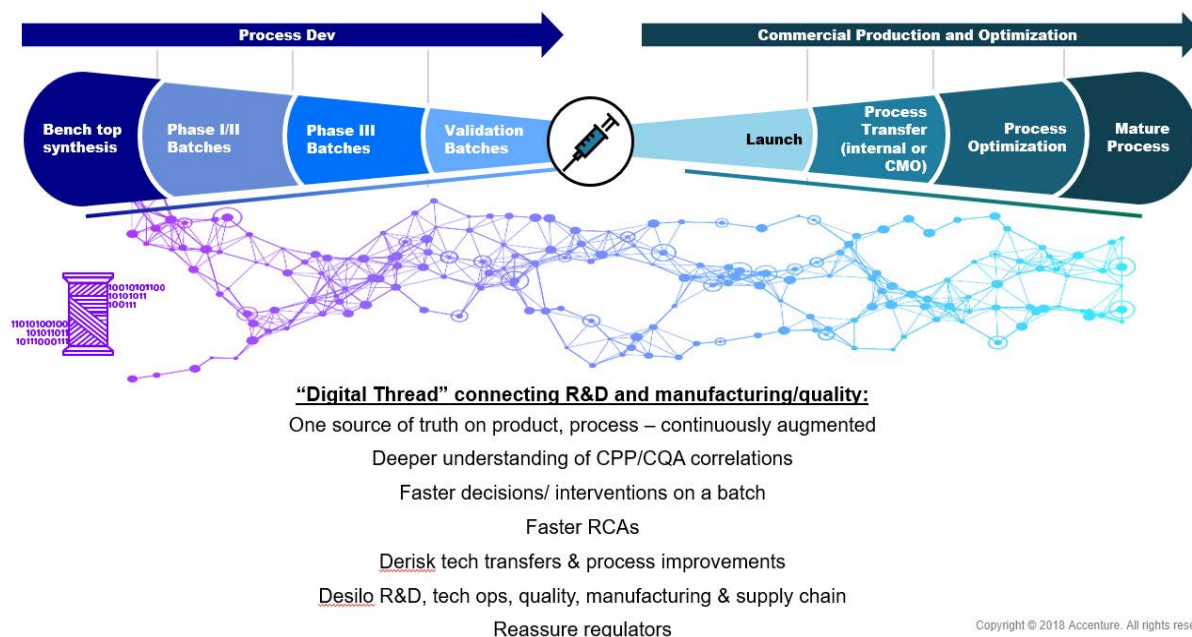 Process Dev
Commercial Production and Optimization
Bench top
synthesis
Phase I/II
Batches
Phase III
Batches
Validation
Batches
Launch
Process
Transfer
(internal or
CMO)
Process
Optimization
Mature
Process
10010101100
10101011
100111
11010100100
101011011
10111000111
“Digital Thread” connecting R&D and manufacturing/quality:
One source of truth on product, process – continuously augmented
Deeper understanding of CPP/CQA correlations
Faster decisions/ interventions on a batch
Faster RCAs
Derisk tech transfers & process improvements
Desilo R&D, tech ops, quality, manufacturing & supply chain
Reassure regulators
Copyright © 2018 Accenture. All rights rese